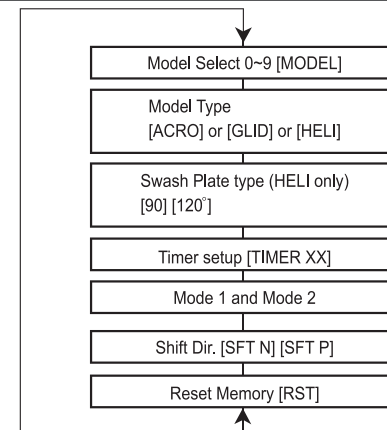 Model Select 0~9 [MODEL]
Model Type
[ACRO] or [GLID] or [HELI]
Swash Plate type (HELI only)
[90] [120°]
Timer setup [TIMER XX]
Mode 1 and Mode 2
Shift Dir. [SFT N] [SFT P]
Reset Memory [RST]